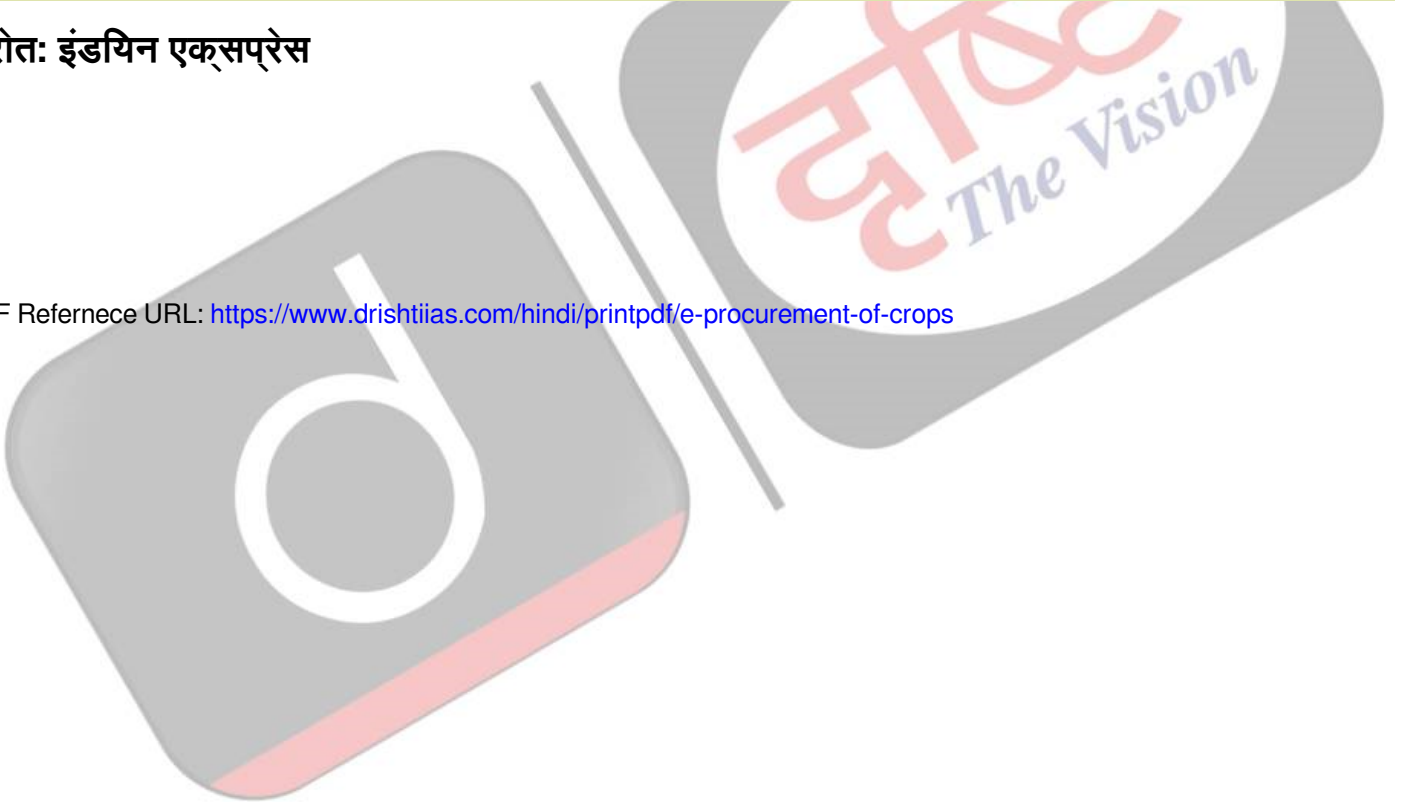 रोत: इंडियन एक्सप्रेस
दृष्टि
The Vision
F Refernece URL: https://www.drishtiias.com/hindi/printpdf/e-procurement-of-crops
d